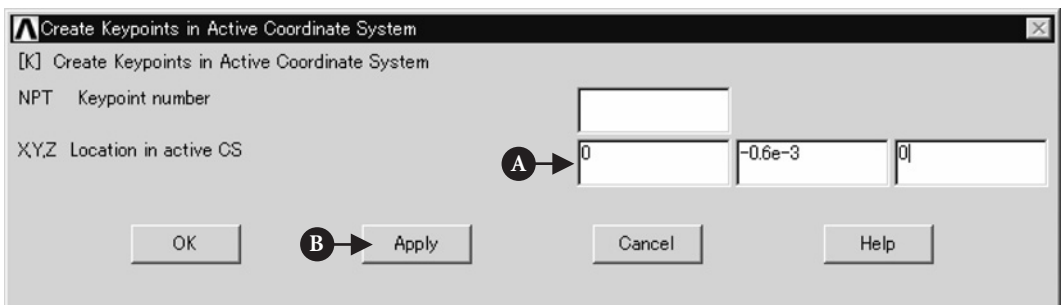 Create Keypoints in Active Coordinate System
[K] Create Keypoints in Active Coordinate System
NPT Keypoint number
X,Y,Z Location in active CS
A 0 -0.6e-3 0
OK B Apply Cancel Help